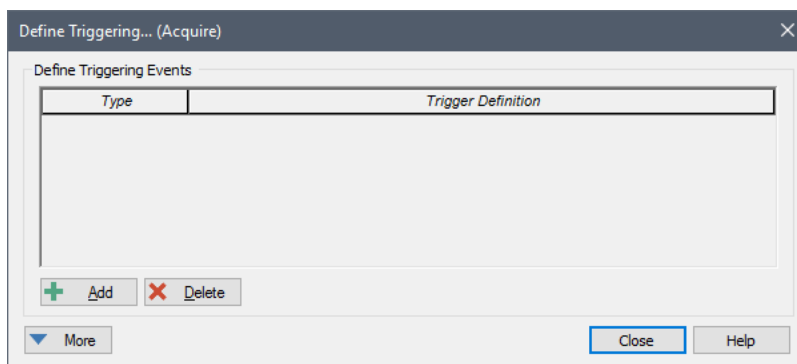 Define Triggering... (Acquire)
Define Triggering Events
Type Trigger Definition
Add Delete
More Close Help